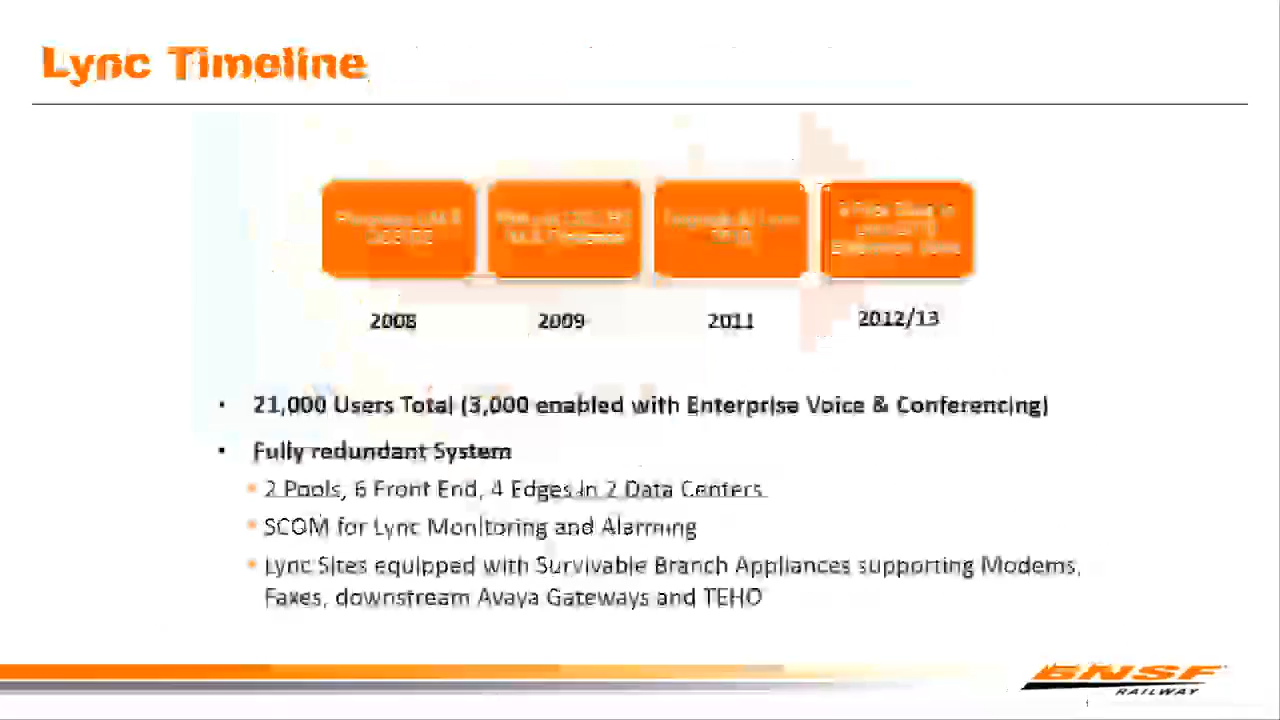 Lync Timeline
2008
2009
2011
2012/13
• 21,000 Users Total (3,000 enabled with Enterprise Voice & Conferencing)
• Fully redundant System
• 2 Pools, 6 Front End, 4 Edges in 2 Data Centers
• SCOM for Lync Monitoring and Alarming
• Lync Sites equipped with Survivable Branch Appliances supporting Modems,
Faxes, downstream Avaya Gateways and TEHO
BNSF
RAILWAY